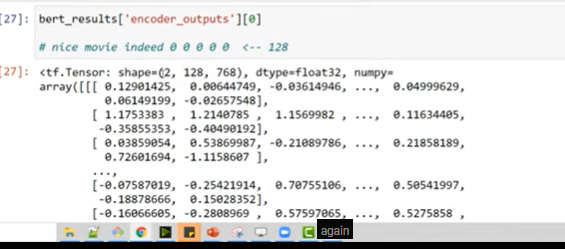 [27]: bert_results['encoder_outputs'][0]
# nice movie indeed 0 0 0 0 0 <-- 128
[27]: <tf.Tensor: shape=(2, 128, 768), dtype=float32, numpy=
array([[[ 0.12901425, 0.00644749, -0.03614946, ..., 0.04999629,
0.06149199, -0.02657548],
[ 1.1753383 , 1.2140785 , 1.1569982 , ..., 0.11634405,
-0.35855353, -0.40490192],
[ 0.03859054, 0.53869987, -0.21089786, ..., 0.21858189,
0.72601694, -1.1158607 ],
...,
[-0.07587019, -0.25421914, 0.70755106, ..., 0.50541997,
-0.18878666, 0.15028352],
[-0.16066605, -0.2808969 , 0.57597065, ..., 0.5275858 ,
again